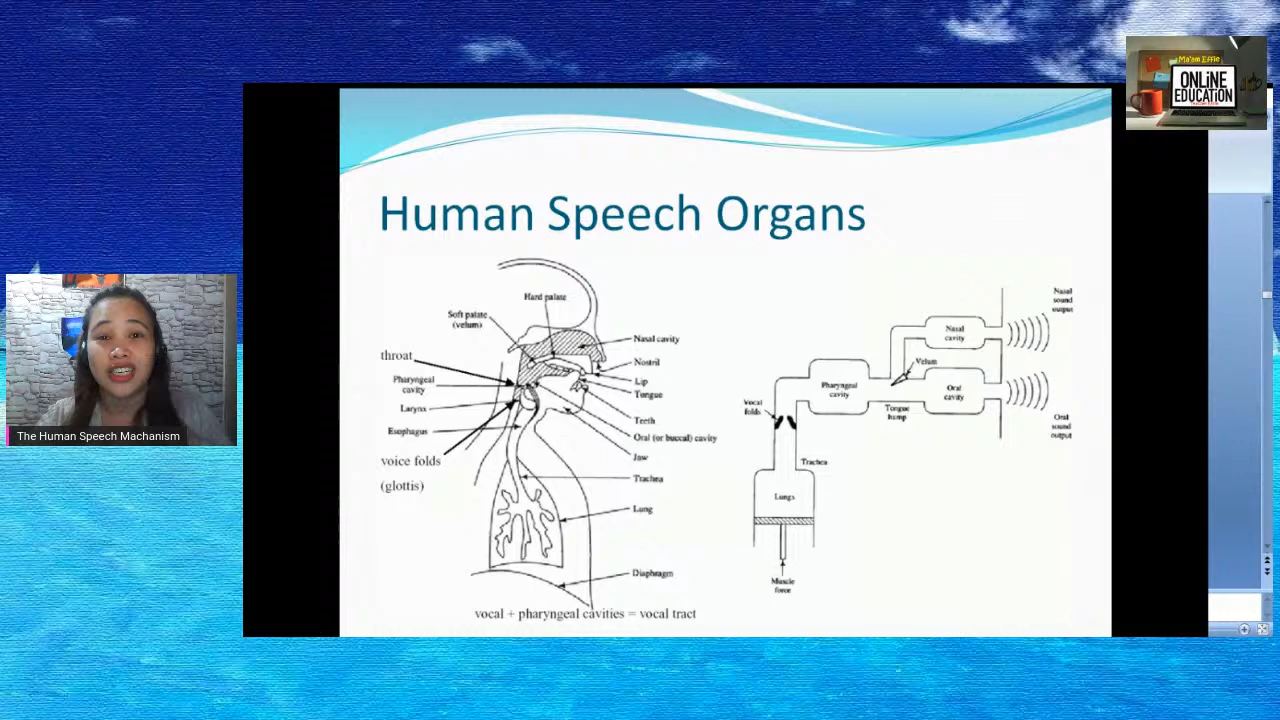 Ma'am Effie
ONLINE
EDUCATION
Human Speech Organs
Hard palate
Soft palate
(velum)
Nasal cavity
throat
Nostril
Pharyngeal
cavity
Lip
Tongue
Larynx
Teeth
Esophagus
Oral (or buccal) cavity
Jaw
voice folds
(glottis)
Trachea
Lung
Diaphragm
vocal + pharyngeal cavities = vocal tract
Nasal
sound
output
Nasal
cavity
Velum
Pharyngeal
cavity
Oral
cavity
Vocal
folds
Tongue
hump
Oral
sound
output
Trachea
Lungs
Muscle
force
The Human Speech Machanism